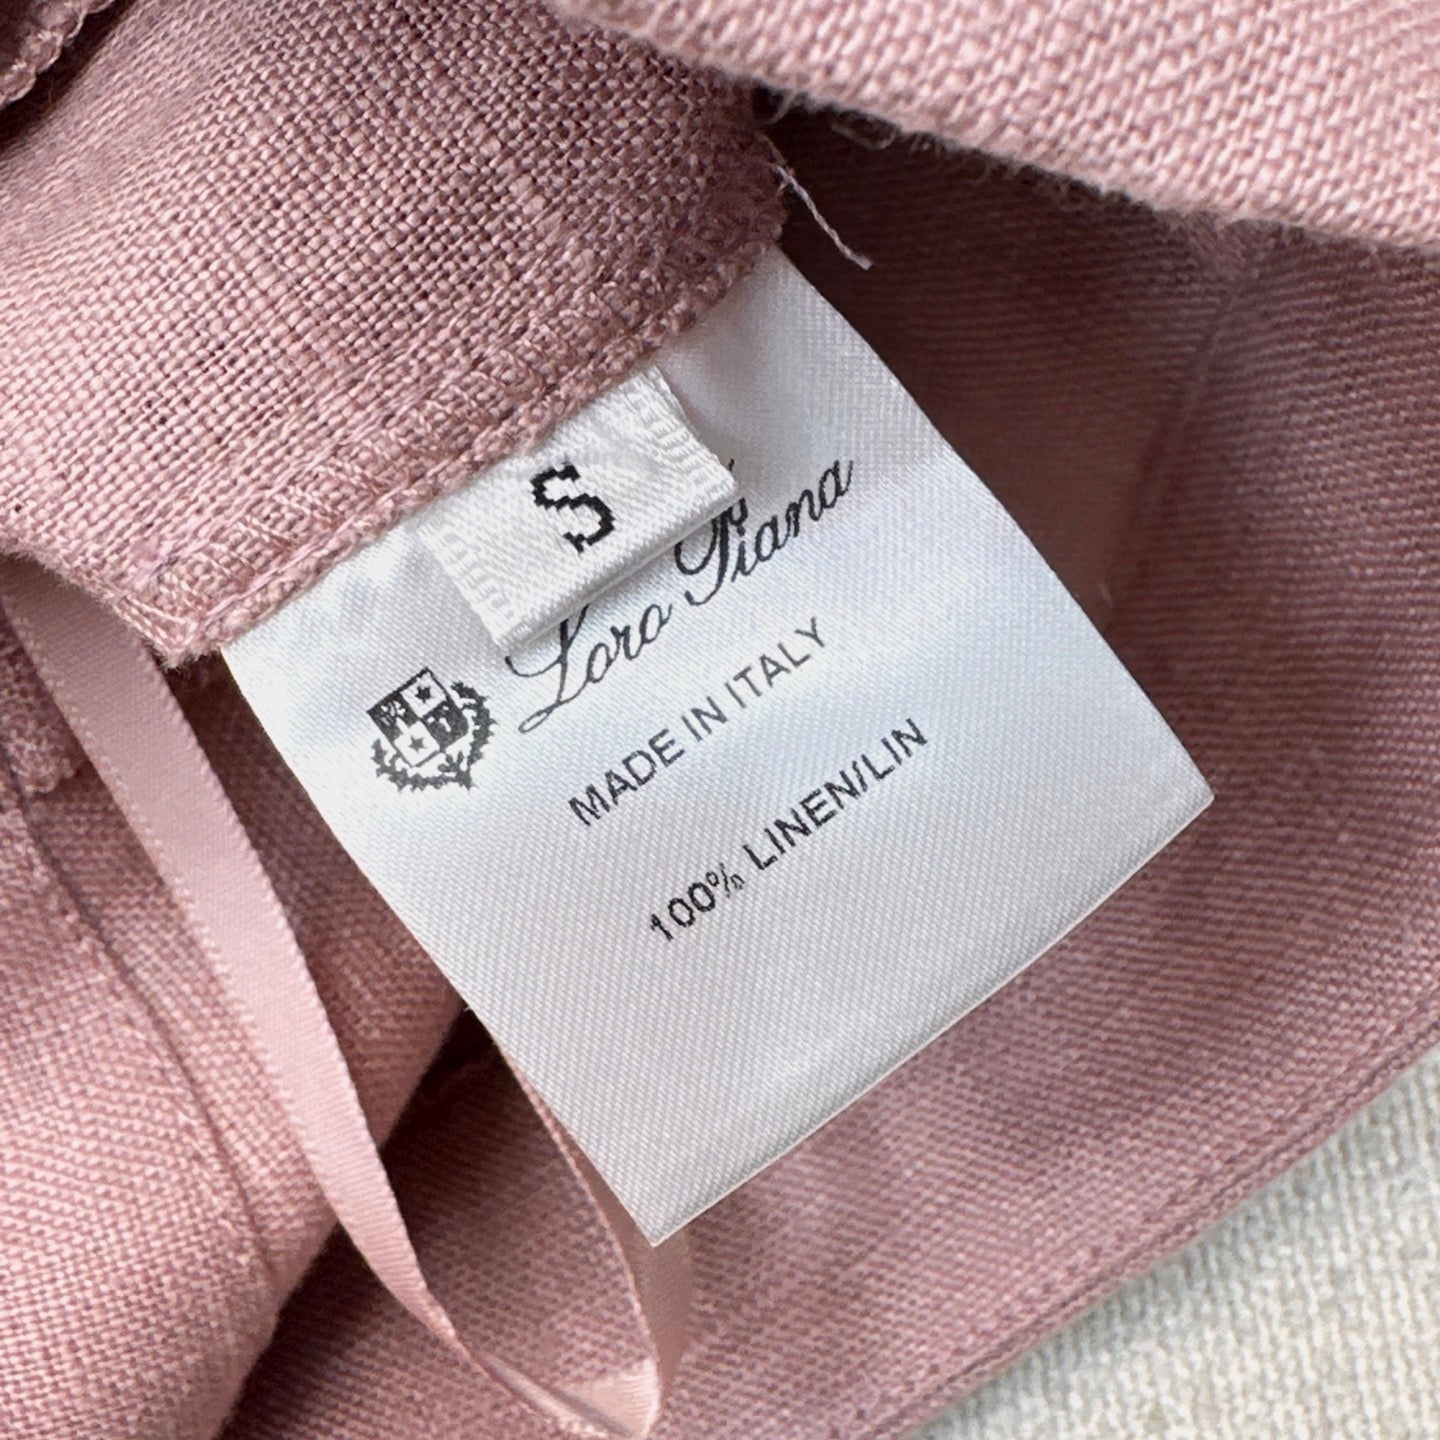 S
Loro Piana
MADE IN ITALY
100% LINEN/LIN